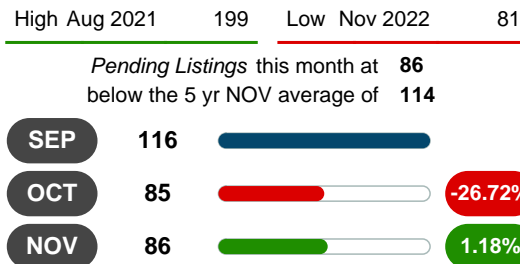 High Aug 2021 199 Low Nov 2022 81
Pending Listings this month at 86
below the 5 yr NOV average of 114
SEP 116
OCT 85 -26.72%
NOV 86 1.18%